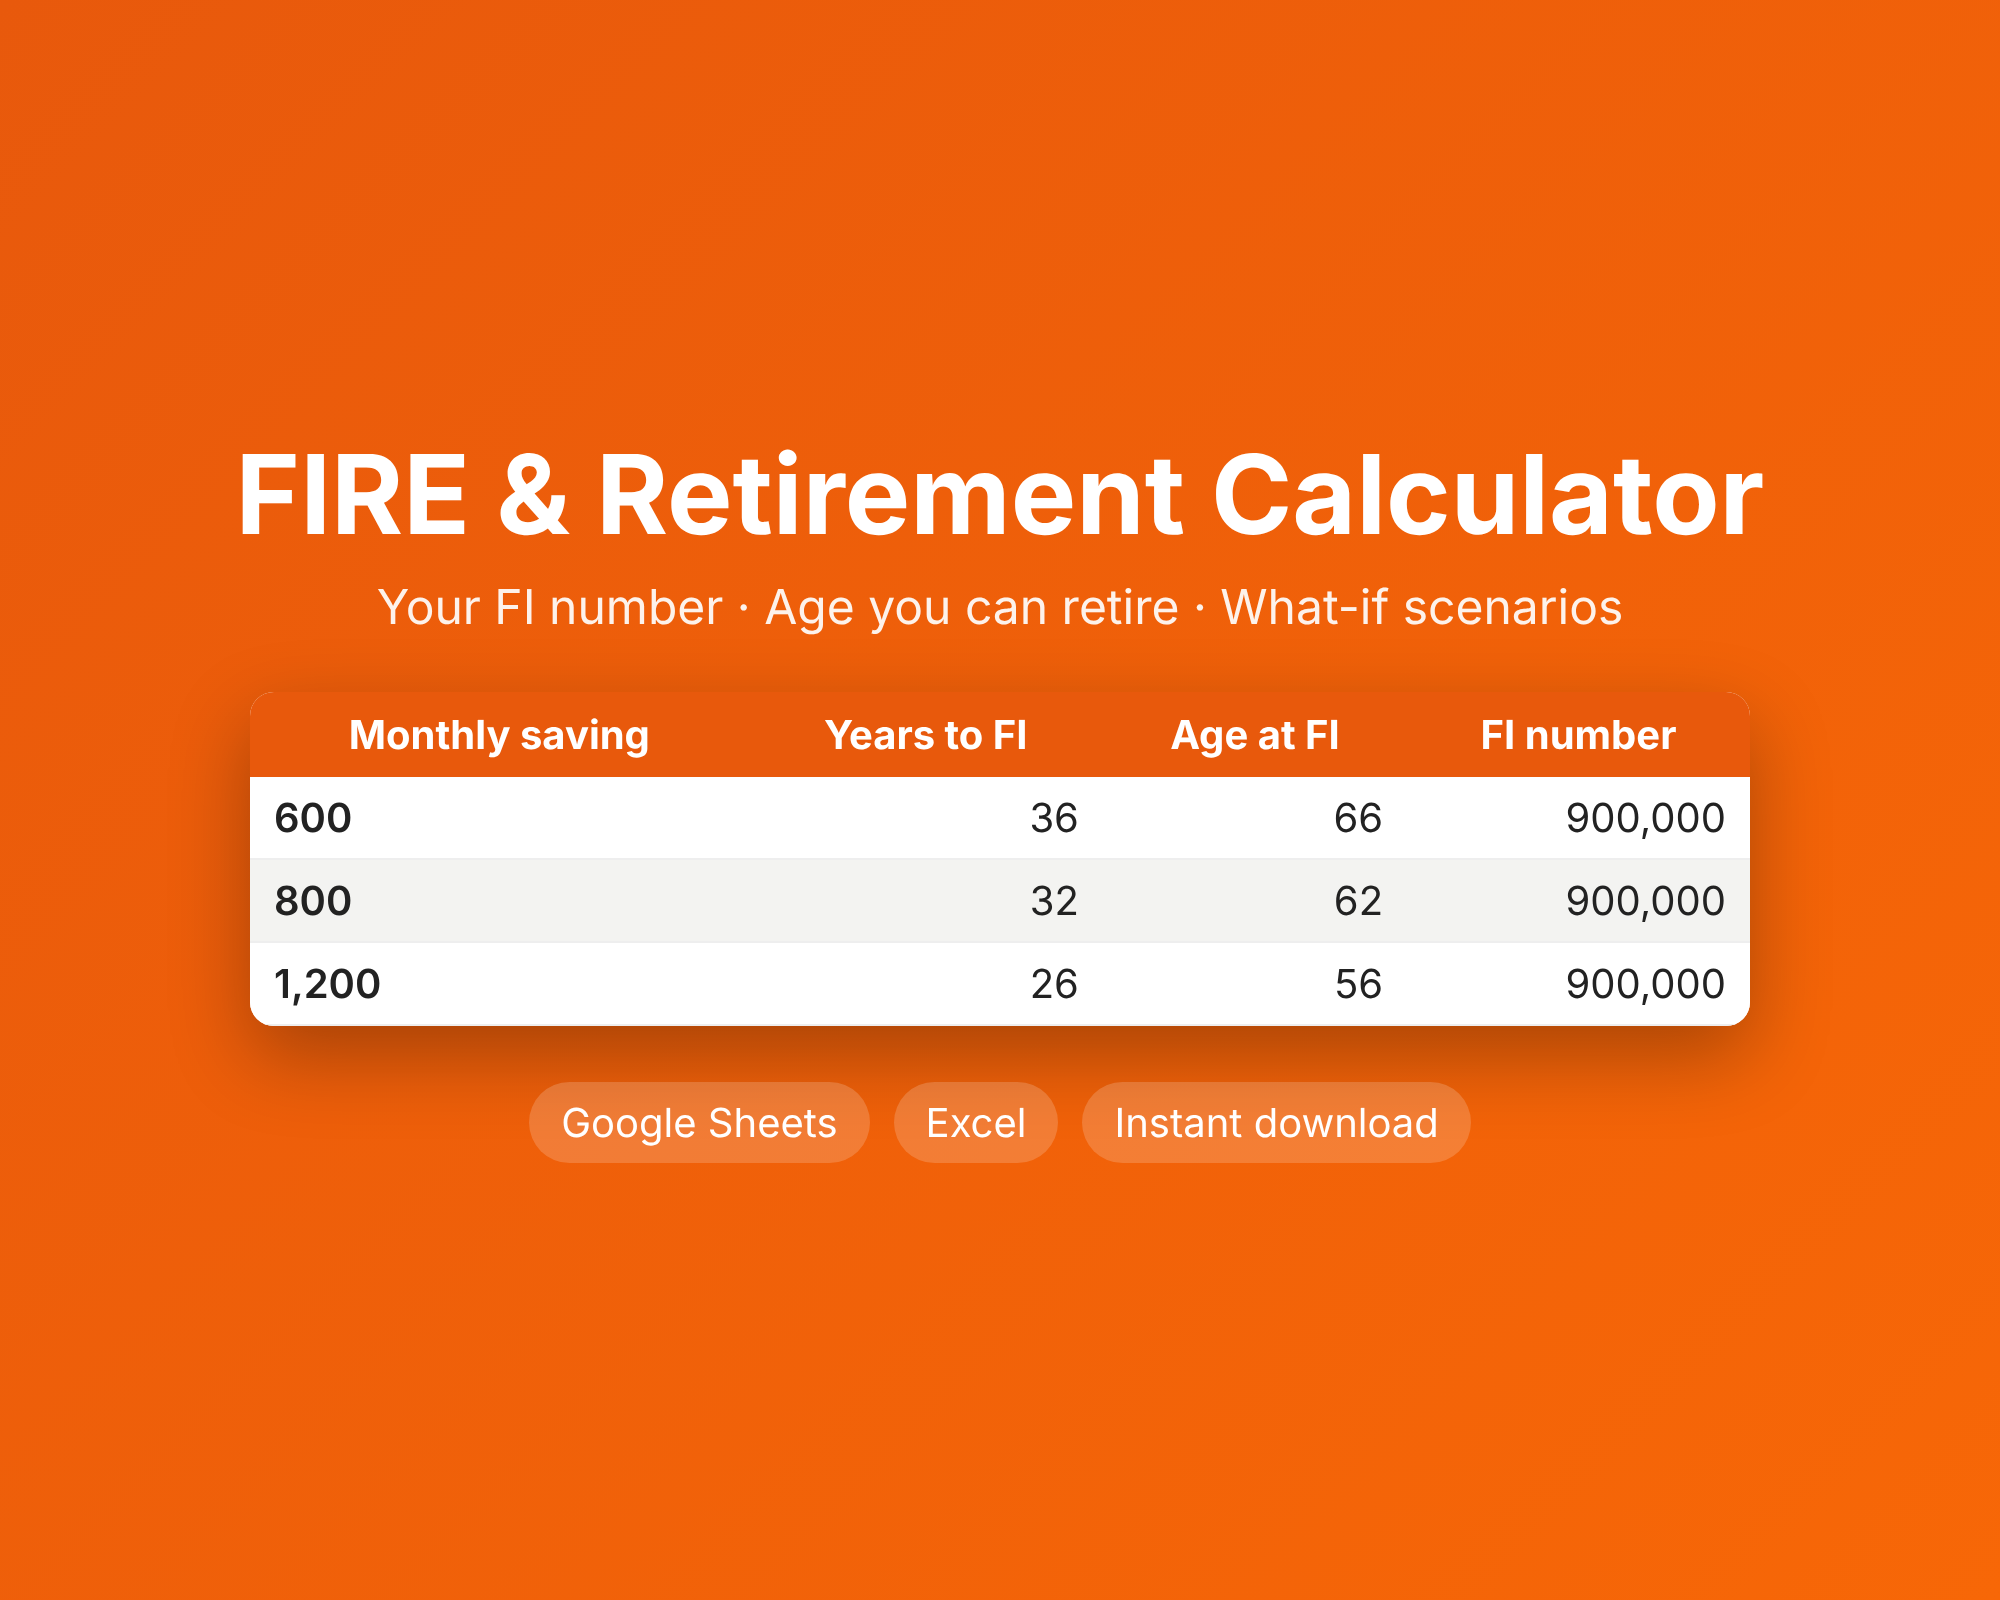 FIRE & Retirement Calculator
Your FI number · Age you can retire · What-if scenarios
Monthly saving Years to FI Age at FI FI number
600 36 66 900,000
800 32 62 900,000
1,200 26 56 900,000
Google Sheets Excel Instant download